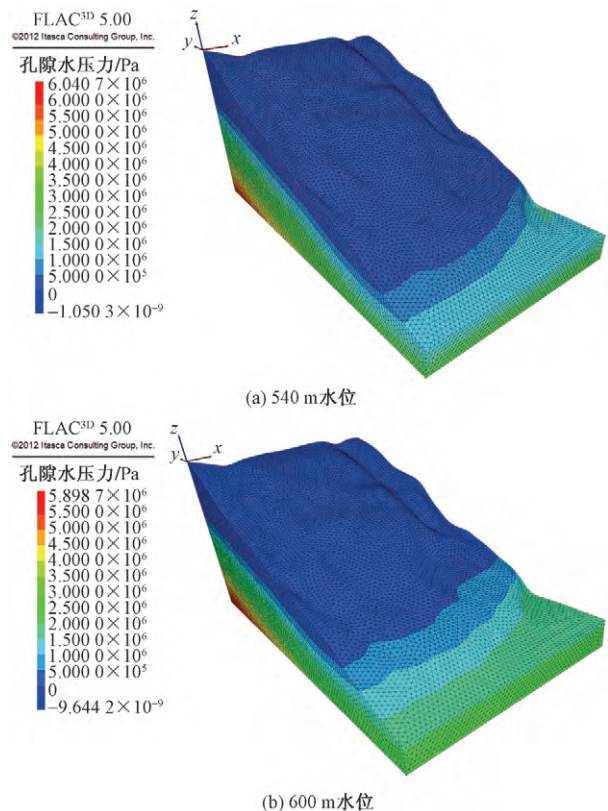 FLAC3D 5.00
©2012 Itasca Consulting Group, Inc.
孔隙水压力/Pa
6.040 7×10⁶
6.000 0×10⁶
5.500 0×10⁶
5.000 0×10⁶
4.500 0×10⁶
4.000 0×10⁶
3.500 0×10⁶
3.000 0×10⁶
2.500 0×10⁶
2.000 0×10⁶
1.500 0×10⁶
1.000 0×10⁶
5.000 0×10⁵
0
−1.050 3×10⁻⁹
z
y
x
(a) 540 m水位
FLAC3D 5.00
©2012 Itasca Consulting Group, Inc.
孔隙水压力/Pa
5.898 7×10⁶
5.500 0×10⁶
5.000 0×10⁶
4.500 0×10⁶
4.000 0×10⁶
3.500 0×10⁶
3.000 0×10⁶
2.500 0×10⁶
2.000 0×10⁶
1.500 0×10⁶
1.000 0×10⁶
5.000 0×10⁵
0
−9.644 2×10⁻⁹
z
y
x
(b) 600 m水位